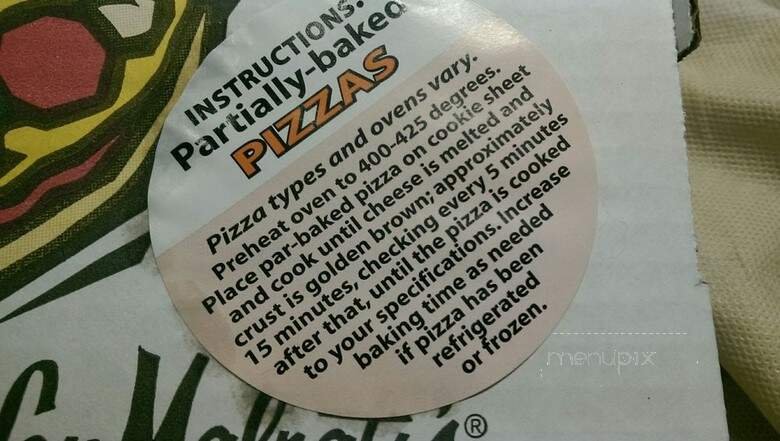 INSTRUCTIONS:
Partially-baked
PIZZAS
Pizza types and ovens vary.
Preheat oven to 400-425 degrees.
Place par-baked pizza on cookie sheet
and cook until cheese is melted and
crust is golden brown; approximately
15 minutes, checking every 5 minutes
after that, until the pizza is cooked
to your specifications. Increase
baking time as needed
if pizza has been
refrigerated
or frozen.
menupix
®